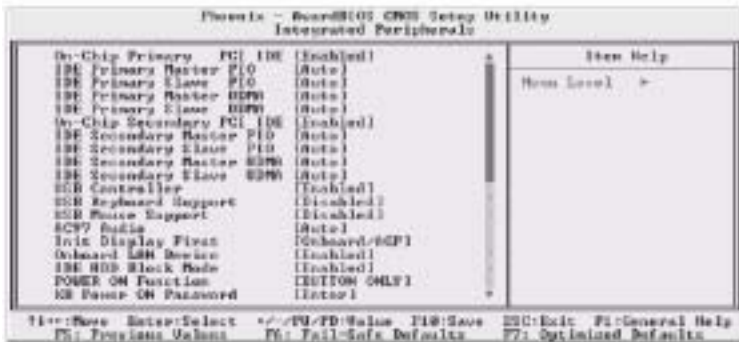 Phoenix - AwardBIOS CMOS Setup Utility
Integrated Peripherals
On-Chip Primary PCI IDE [Enabled]
IDE Primary Master PIO [Auto]
IDE Primary Slave PIO [Auto]
IDE Primary Master UDMA [Auto]
IDE Primary Slave UDMA [Auto]
On-Chip Secondary PCI IDE [Enabled]
IDE Secondary Master PIO [Auto]
IDE Secondary Slave PIO [Auto]
IDE Secondary Master UDMA [Auto]
IDE Secondary Slave UDMA [Auto]
USB Controller [Enabled]
USB Keyboard Support [Disabled]
USB Mouse Support [Disabled]
AC97 Audio [Auto]
Init Display First [Onboard/AGP]
Onboard LAN Device [Enabled]
IDE HDD Block Mode [Enabled]
POWER ON Function [BUTTON ONLY]
KB Power ON Password [Enter]
Item Help
Menu Level ►
↑↓→←:Move Enter:Select +/-/PU/PD:Value F10:Save ESC:Exit F1:General Help
F5: Previous Values F6: Fail-Safe Defaults F7: Optimized Defaults